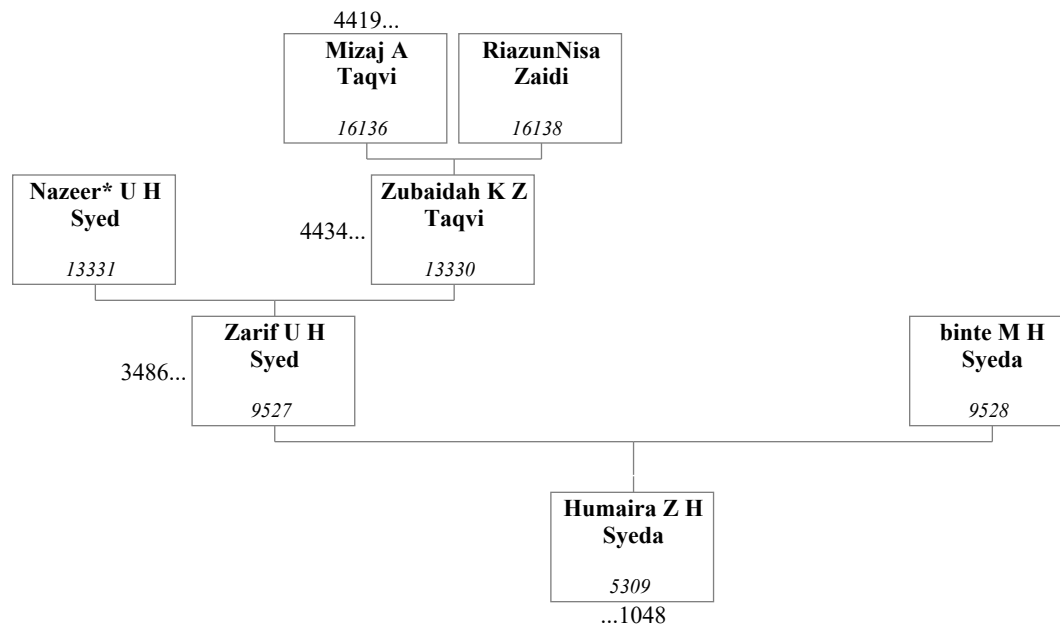 4419...
Mizaj A
Taqvi
16136
RiazunNisa
Zaidi
16138
Nazeer* U H
Syed
13331
4434...
Zubaidah K Z
Taqvi
13330
3486...
Zarif U H
Syed
9527
binte M H
Syeda
9528
Humaira Z H
Syeda
5309
...1048